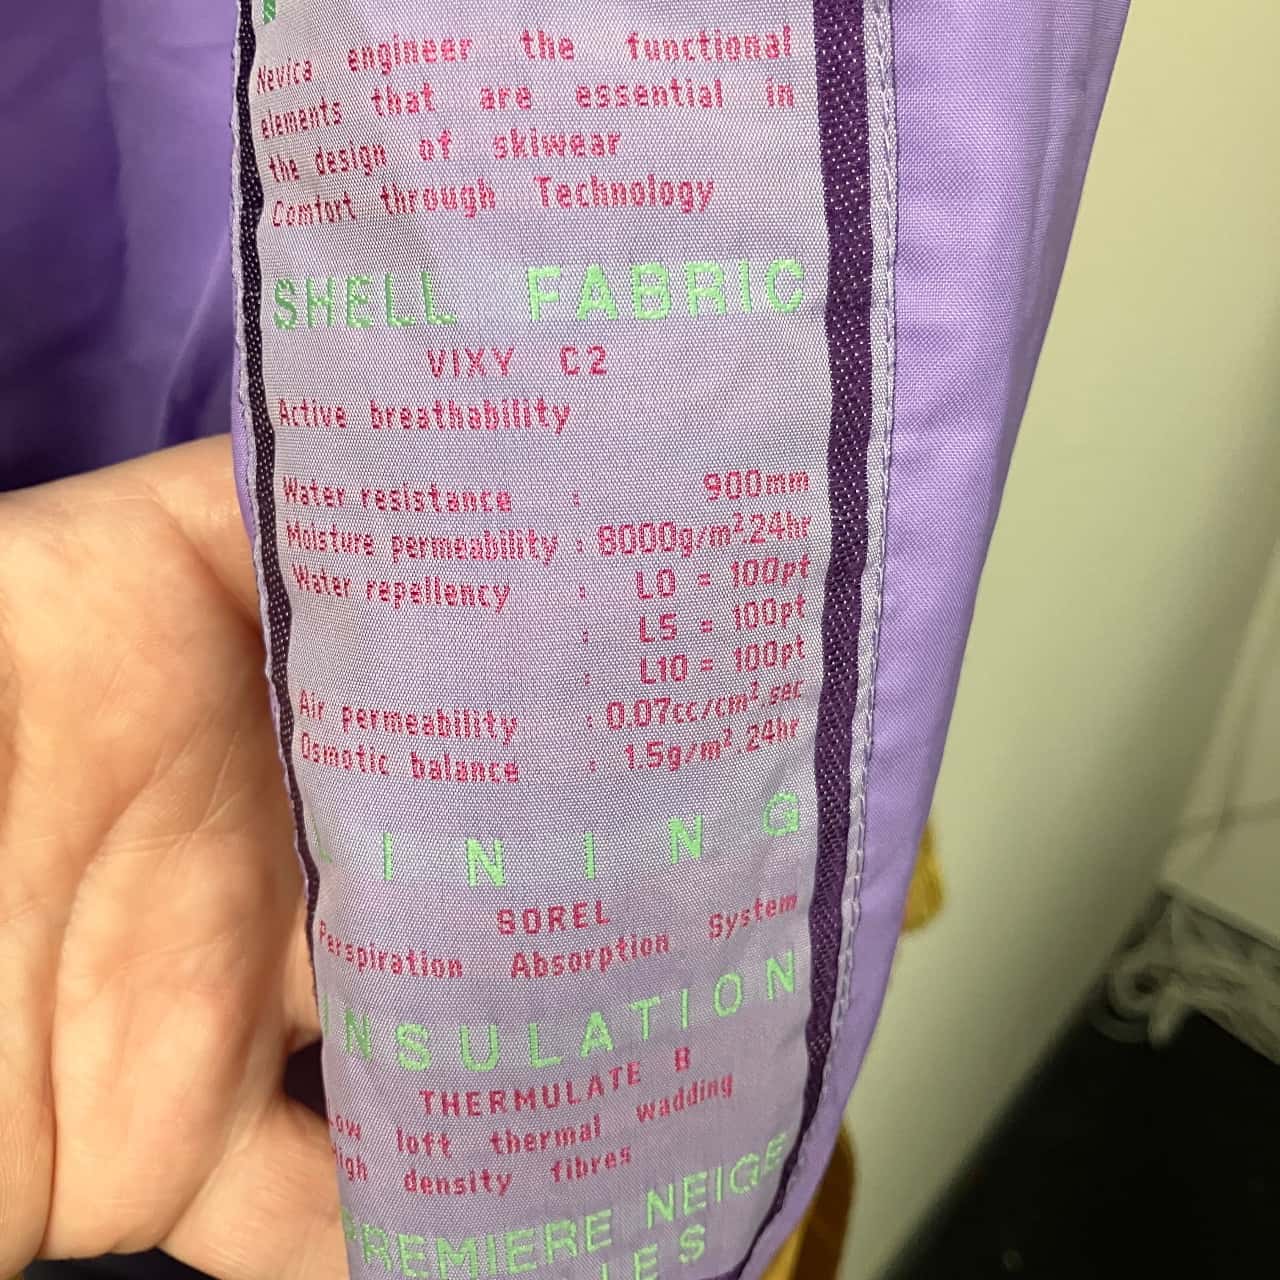 Nevica engineer the functional
elements that are essential in
the design of skiwear
Comfort through Technology
SHELL FABRIC
VIXY C2
Active breathability
Water resistance : 900mm
Moisture permeability : 8000g/m².24hr
Water repellency : L0 = 100pt
: L5 = 100pt
: L10 = 100pt
Air permeability : 0.07cc/cm².sec
Osmotic balance : 1.5g/m².24hr
LINING
SOREL
Perspiration Absorption System
INSULATION
THERMULATE B
Low loft thermal wadding
High density fibres
PREMIERE NEIGE